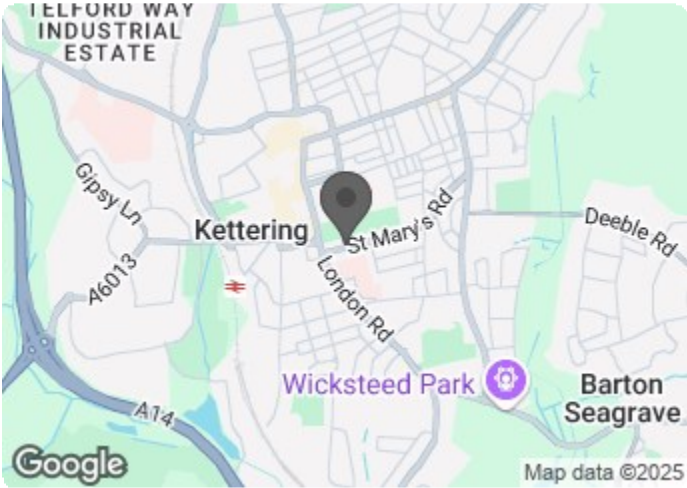 TELFORD WAY
INDUSTRIAL
ESTATE
Gipsy Ln
Kettering
St Mary's Rd
Deeble Rd
A6013
London Rd
Wicksteed Park
Barton
Seagrave
A14
Google
Map data ©2025